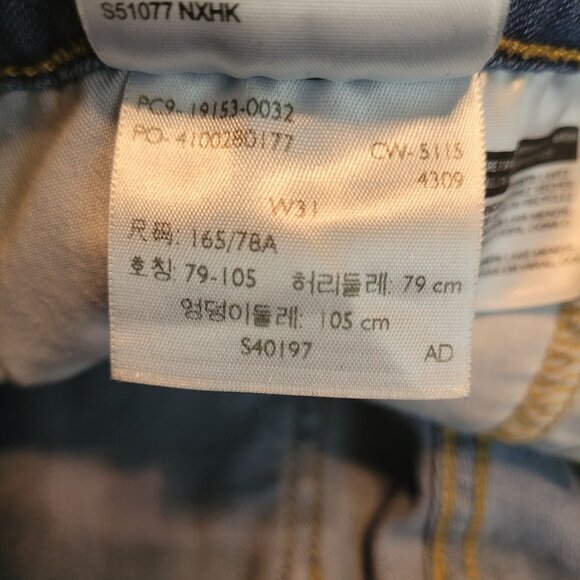 S51077 NXHK
PC9- 19153-0032
PO- 4100280177
CW- 5115
4309
W31
尺码: 165/78A
호칭: 79-105 허리둘레: 79 cm
엉덩이둘레: 105 cm
S40197 AD